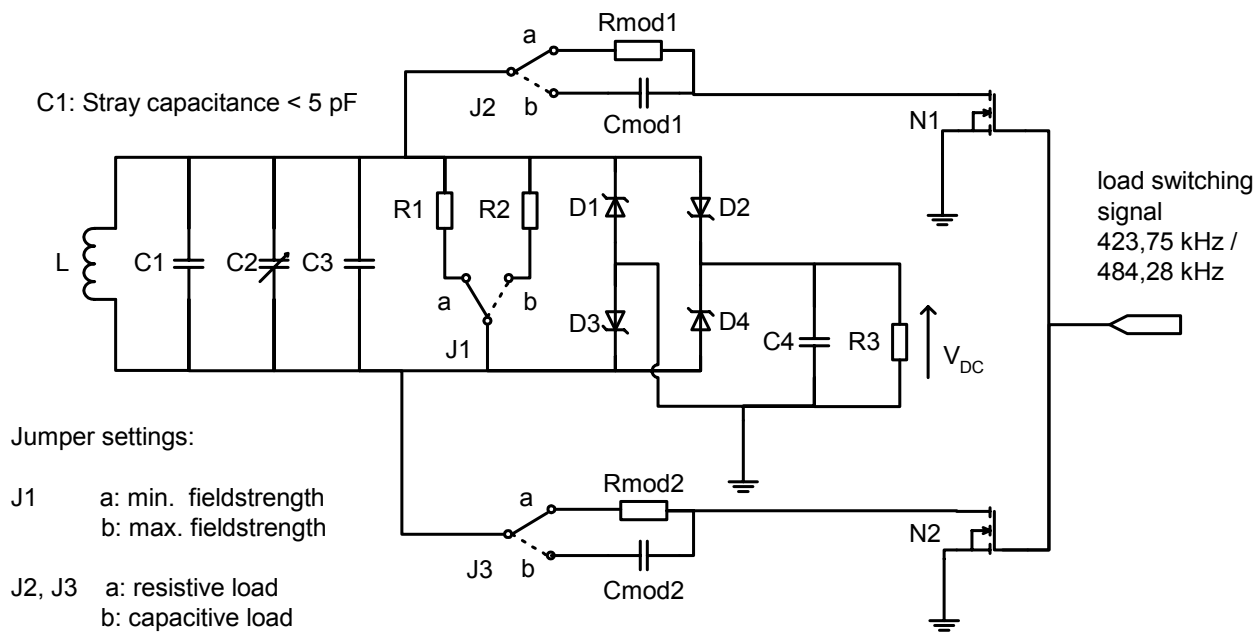 Rmod1
a
C1: Stray capacitance < 5 pF
J2
b
Cmod1
N1
load switching
signal
423,75 kHz /
484,28 kHz
R1
R2
D1
D2
L
C1
C2
C3
a
b
J1
D3
D4
C4
R3
VDC
Jumper settings:
J1 a: min. fieldstrength
b: max. fieldstrength
Rmod2
a
N2
J3
b
Cmod2
J2, J3 a: resistive load
b: capacitive load